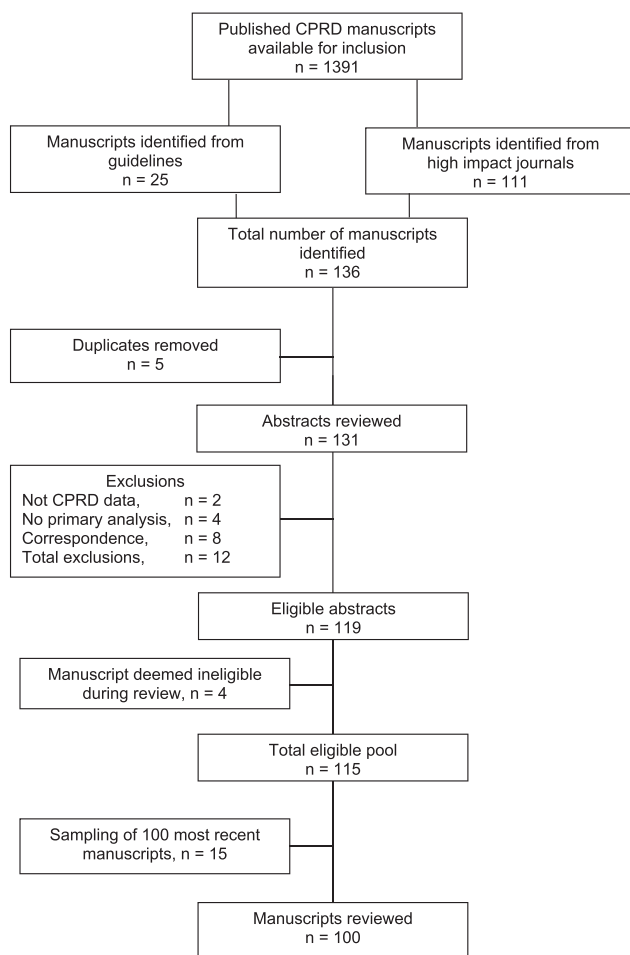 Published CPRD manuscripts
available for inclusion
n = 1391
Manuscripts identified from
guidelines
n = 25
Manuscripts identified from
high impact journals
n = 111
Total number of manuscripts
identified
n = 136
Duplicates removed
n = 5
Abstracts reviewed
n = 131
Exclusions
Not CPRD data, n = 2
No primary analysis, n = 4
Correspondence, n = 8
Total exclusions, n = 12
Eligible abstracts
n = 119
Manuscript deemed ineligible
during review, n = 4
Total eligible pool
n = 115
Sampling of 100 most recent
manuscripts, n = 15
Manuscripts reviewed
n = 100